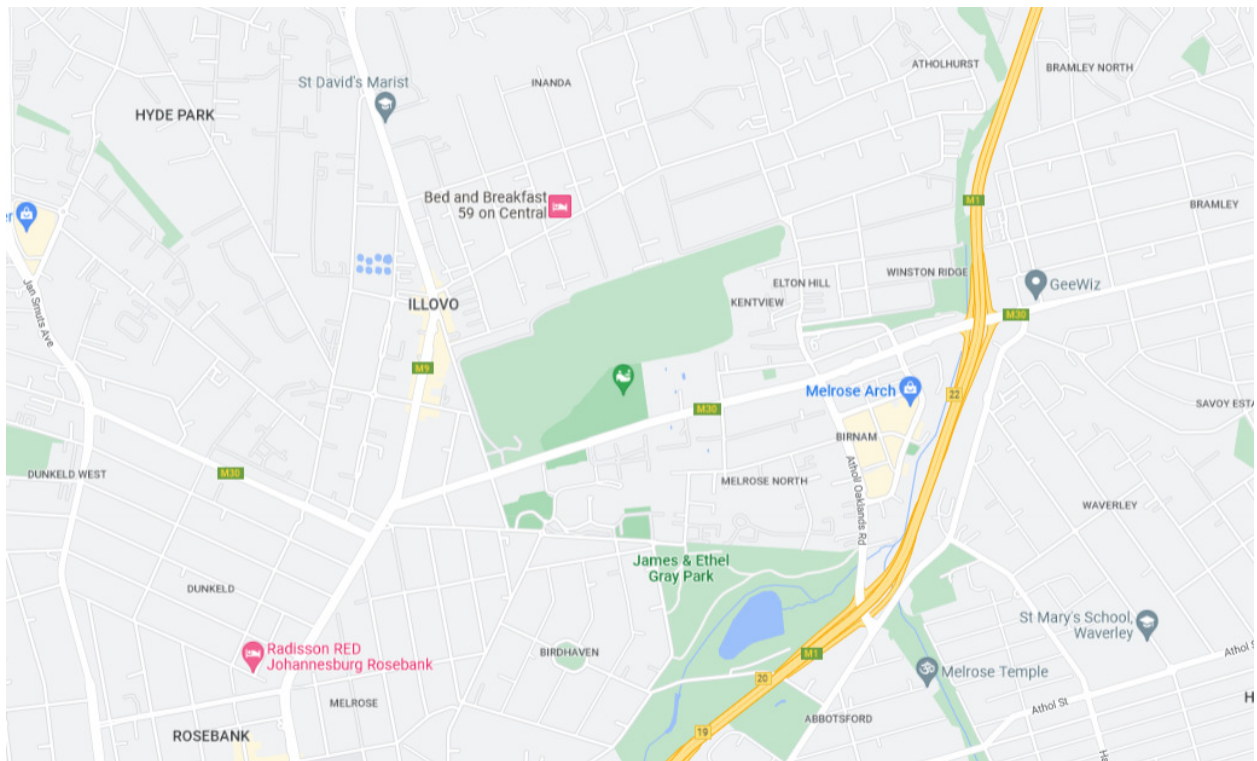 ATHOLHURST
BRAMLEY NORTH
St David's Marist
INANDA
HYDE PARK
Bed and Breakfast
59 on Central
M1
BRAMLEY
er
Jan Smuts Ave
ELTON HILL
WINSTON RIDGE
KENTVIEW
GeeWiz
ILLOVO
M30
M9
Melrose Arch
22
M30
SAVOY ESTA
BIRNAM
DUNKELD WEST
M30
MELROSE NORTH
Atholl Oaklands Rd
WAVERLEY
James & Ethel
Gray Park
DUNKELD
St Mary's School,
Waverley
Radisson RED
Johannesburg Rosebank
BIRDHAVEN
M1
Athol S
Melrose Temple
20
MELROSE
Athol St
ABBOTSFORD
H
19
ROSEBANK
Ha